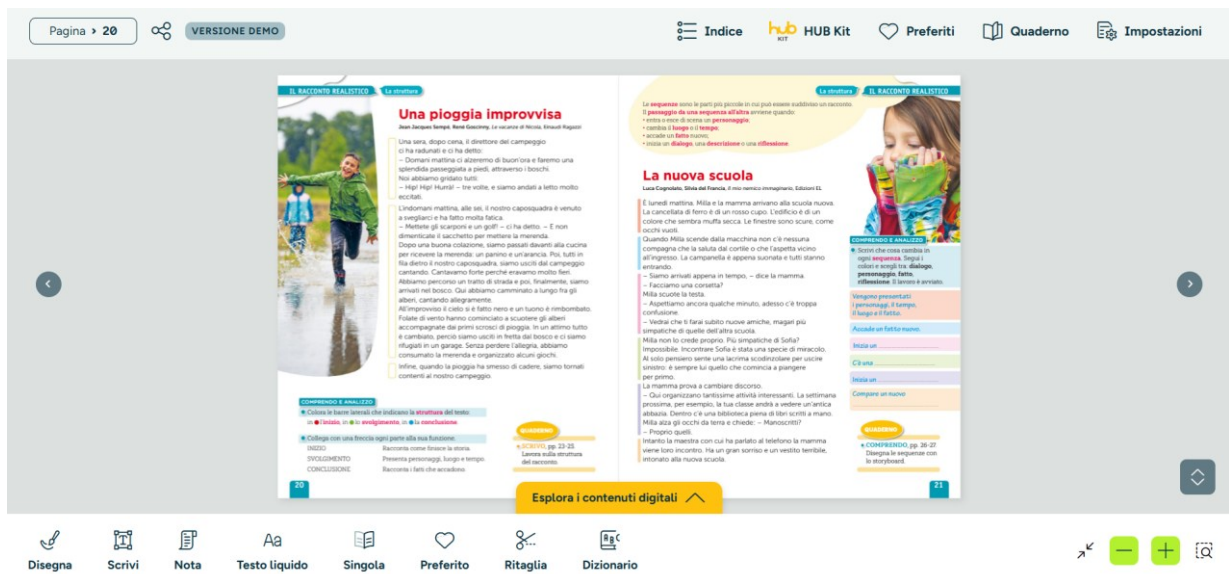 Pagina > 20
VERSIONE DEMO
Indice
hub KIT
HUB Kit
Preferiti
Quaderno
Impostazioni
IL RACCONTO REALISTICO
La struttura
Una pioggia improvvisa
Jean-Jacques Sempé, René Goscinny, Le vacanze di Nicola, Einaudi Ragazzi
Una sera, dopo cena, il direttore del campeggio
ci ha radunati e ci ha detto:
– Domani mattina ci alzeremo di buon'ora e faremo una
splendida passeggiata a piedi, attraverso i boschi.
Noi abbiamo gridato tutti:
– Hip! Hip! Hurrà! – tre volte, e siamo andati a letto molto
eccitati.
L'indomani mattina, alle sei, il nostro caposquadra è venuto
a svegliarci e ha fatto molta fatica.
– Mettete gli scarponi e un golf! – ci ha detto. – E non
dimenticate il sacchetto per mettere la merenda.
Dopo una buona colazione, siamo passati davanti alla cucina
per ricevere la merenda: un panino e un'arancia. Poi, tutti in
fila dietro il nostro caposquadra, siamo usciti dal campeggio
cantando. Cantavamo forte perché eravamo molto fieri.
Abbiamo percorso un tratto di strada e poi, finalmente, siamo
arrivati nel bosco. Qui abbiamo camminato a lungo fra gli
alberi, cantando allegramente.
All'improvviso il cielo si è fatto nero e un tuono è rimbombato.
Folate di vento hanno cominciato a scuotere gli alberi
accompagnate dai primi scrosci di pioggia. In un attimo tutto
è cambiato, perciò siamo usciti in fretta dal bosco e ci siamo
rifugiati in un garage. Senza perdere l'allegria, abbiamo
consumato la merenda e organizzato alcuni giochi.
Infine, quando la pioggia ha smesso di cadere, siamo tornati
contenti al nostro campeggio.
COMPRENDO E ANALIZZO
Colora le barre laterali che indicano la struttura del testo:
in l'inizio, in lo svolgimento, in la conclusione.
Collega con una freccia ogni parte alla sua funzione.
INIZIO Racconta come finisce la storia.
SVOLGIMENTO Presenta personaggi, luogo e tempo.
CONCLUSIONE Racconta i fatti che accadono.
QUADERNO
SCRIVO, pp. 23-25
Lavora sulla struttura
del racconto.
20
La struttura
IL RACCONTO REALISTICO
Le sequenze sono le parti più piccole in cui può essere suddiviso un racconto.
Il passaggio da una sequenza all'altra avviene quando:
• entra o esce di scena un personaggio;
• cambia il luogo o il tempo;
• accade un fatto nuovo;
• inizia un dialogo, una descrizione o una riflessione.
La nuova scuola
Luca Cognolato, Silvia del Francia, Il mio nemico immaginario, Edizioni EL
È lunedì mattina, Milla e la mamma arrivano alla scuola nuova.
La cancellata di ferro è di un rosso cupo. L'edificio è di un
colore che sembra muffa secca. Le finestre sono scure, come
occhi vuoti.
Quando Milla scende dalla macchina non c'è nessuna
compagna che la saluta dal cortile o che l'aspetta vicino
all'ingresso. La campanella è appena suonata e tutti stanno
entrando.
– Siamo arrivati appena in tempo, – dice la mamma.
– Facciamo una corsetta?
Milla scuote la testa.
– Aspettiamo ancora qualche minuto, adesso c'è troppa
confusione.
– Vedrai che ti farai subito nuove amiche, magari più
simpatiche di quelle dell'altra scuola.
Milla non lo crede proprio. Più simpatiche di Sofia?
Impossibile. Incontrare Sofia è stata una specie di miracolo.
Al solo pensiero sente una lacrima scodinzolare per uscire
sinistro: è sempre lui quello che comincia a piangere
per primo.
La mamma prova a cambiare discorso.
– Qui organizzano tantissime attività interessanti. La settimana
prossima, per esempio, la tua classe andrà a vedere un'antica
abbazia. Dentro c'è una biblioteca piena di libri scritti a mano.
Milla alza gli occhi da terra e chiede: – Manoscritti?
– Proprio quelli.
Intanto la maestra con cui ha parlato al telefono la mamma
viene loro incontro. Ha un gran sorriso e un vestito terribile,
intonato alla nuova scuola.
COMPRENDO E ANALIZZO
Scrivi che cosa cambia in
ogni sequenza. Segui i
colori e scegli tra: dialogo,
personaggio, fatto,
riflessione. Il lavoro è avviato.
Vengono presentati
i personaggi, il tempo,
il luogo e il fatto.
Accade un fatto nuovo.
Inizia un
C'è una
Inizia un
Compare un nuovo
QUADERNO
COMPRENDO, pp. 26-27
Disegna le sequenze con
lo storyboard.
21
Esplora i contenuti digitali
Disegna
Scrivi
Nota
Aa
Testo liquido
Singola
Preferito
Ritaglia
Dizionario